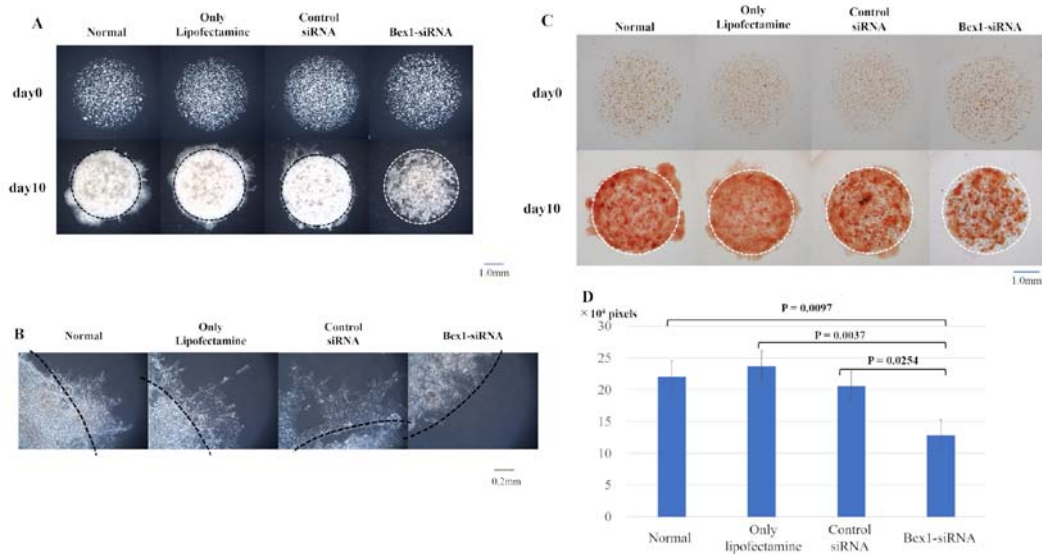 A
Normal
Only
Lipofectamine
Control
siRNA
Bex1-siRNA
day0
day10
1.0mm
B
Normal
Only
Lipofectamine
Control
siRNA
Bex1-siRNA
0.2mm
C
Normal
Only
Lipofectamine
Control
siRNA
Bex1-siRNA
day0
day10
1.0mm
D
×10⁴ pixels
P = 0.0097
P = 0.0037
P = 0.0254
30
25
20
15
10
5
0
Normal
Only
lipofectamine
Control
siRNA
Bex1-siRNA